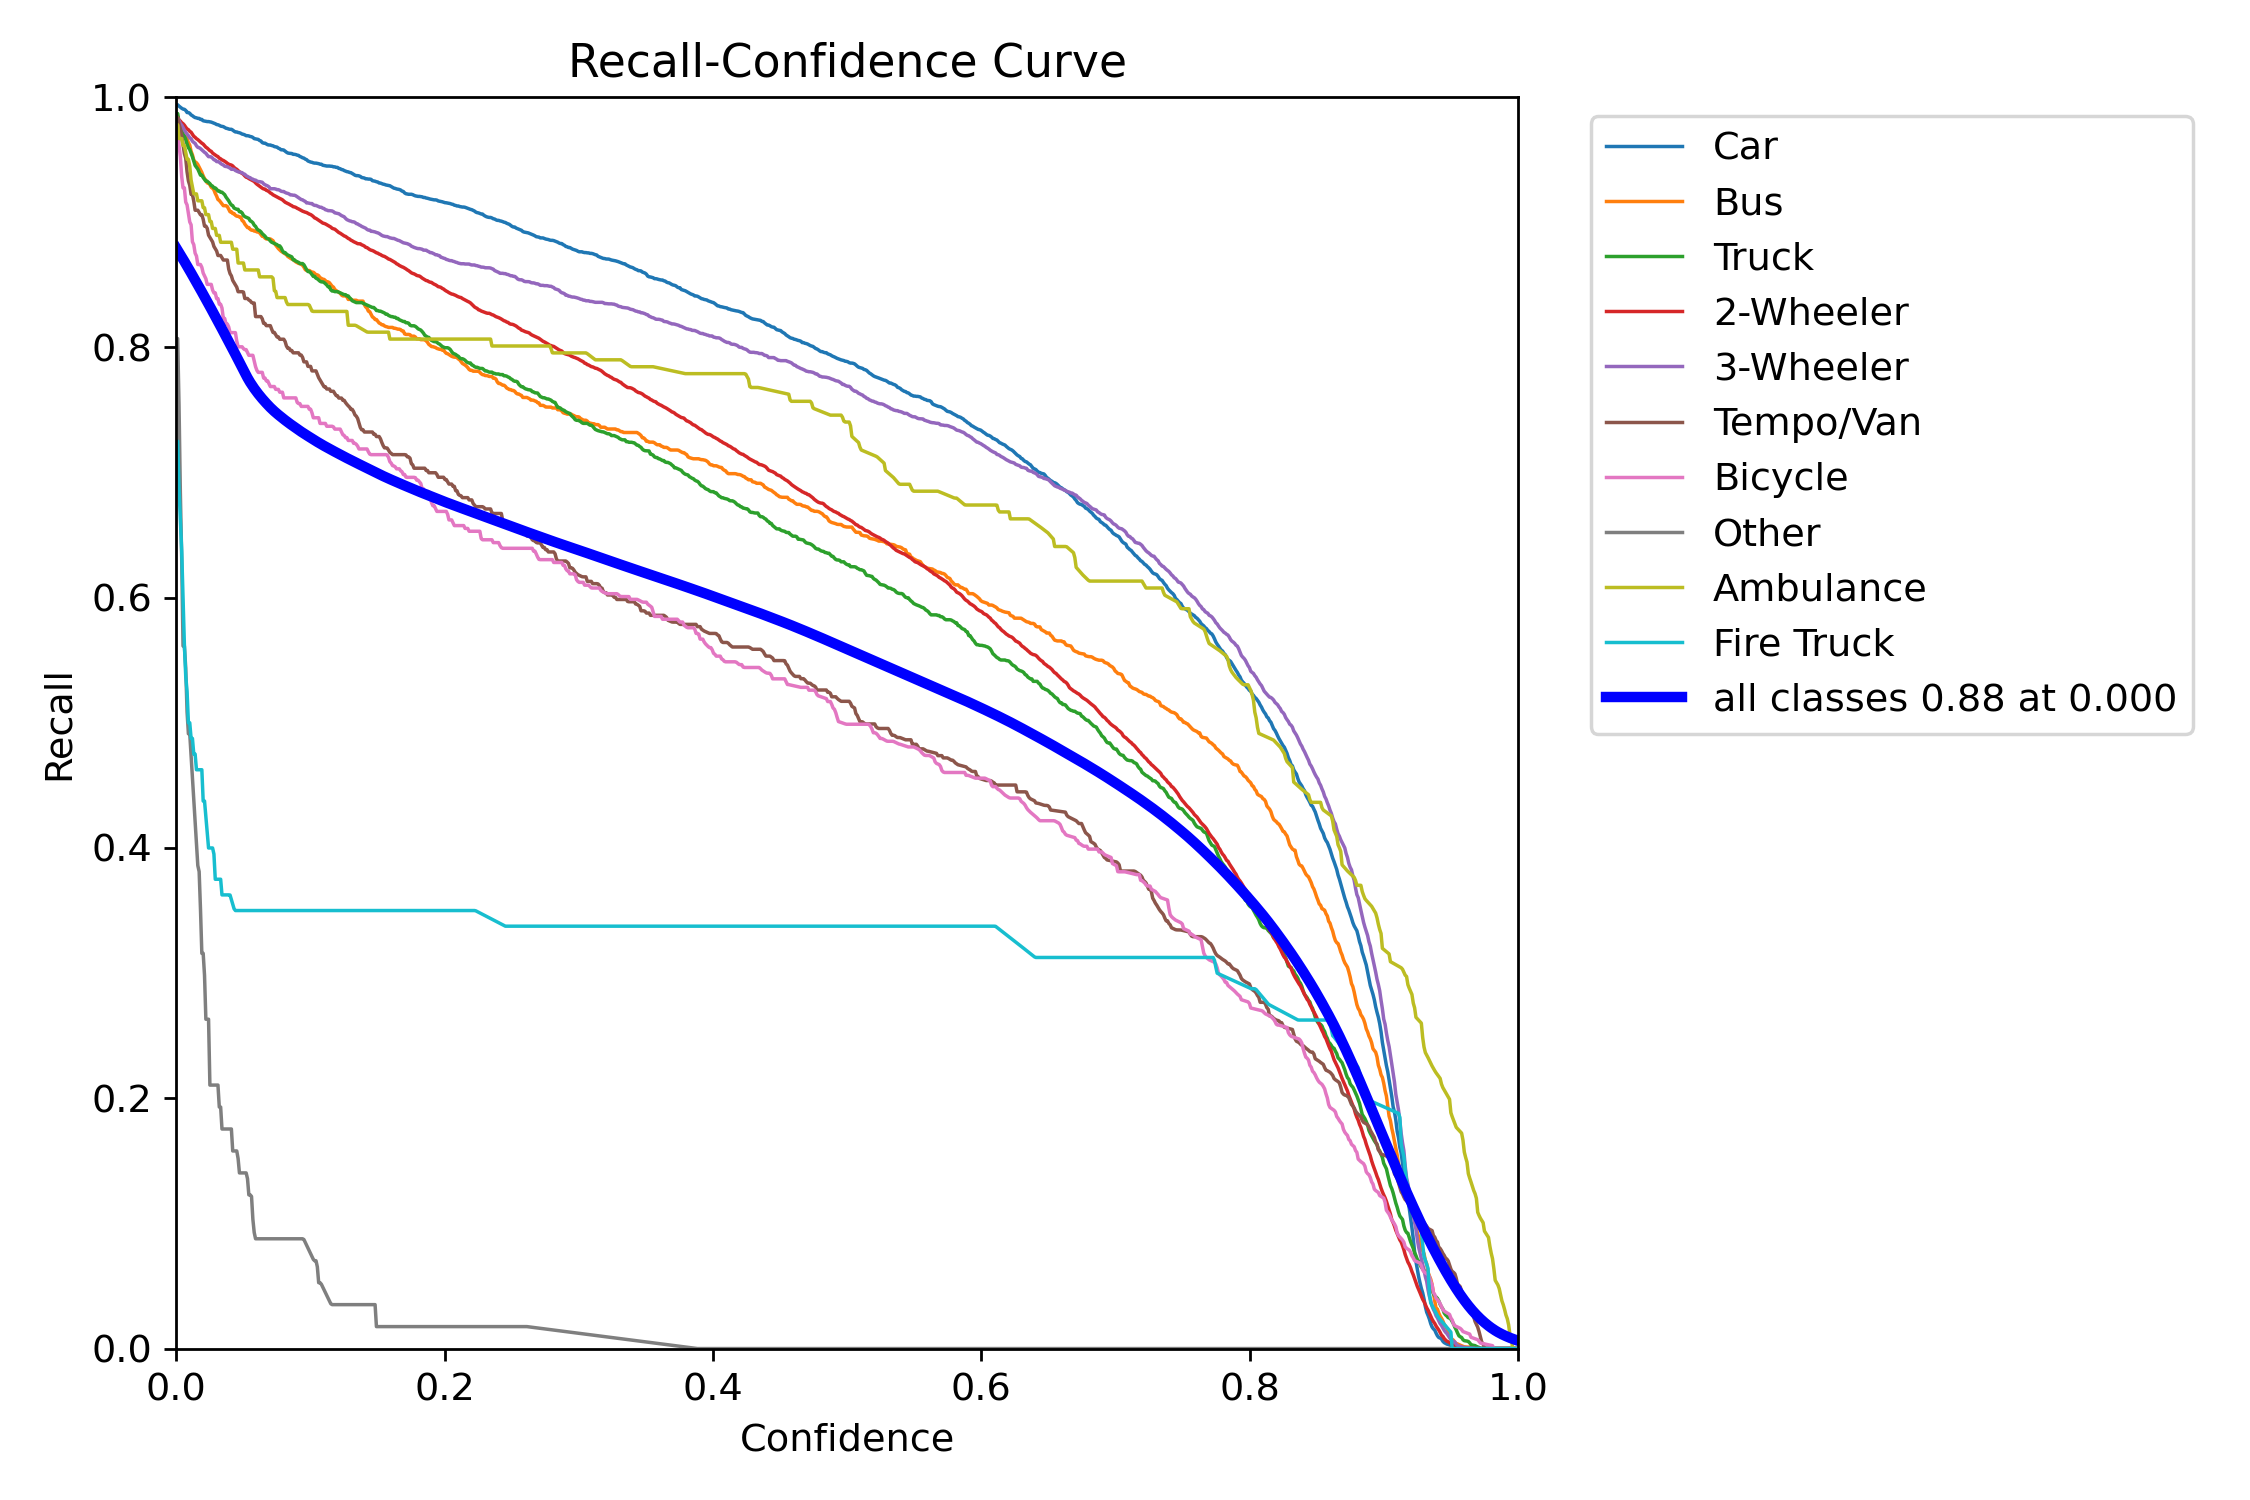 Recall-Confidence Curve
1.0
0.8
0.6
0.4
0.2
0.0
Recall
0.0 0.2 0.4 0.6 0.8 1.0
Confidence
Car
Bus
Truck
2-Wheeler
3-Wheeler
Tempo/Van
Bicycle
Other
Ambulance
Fire Truck
all classes 0.88 at 0.000